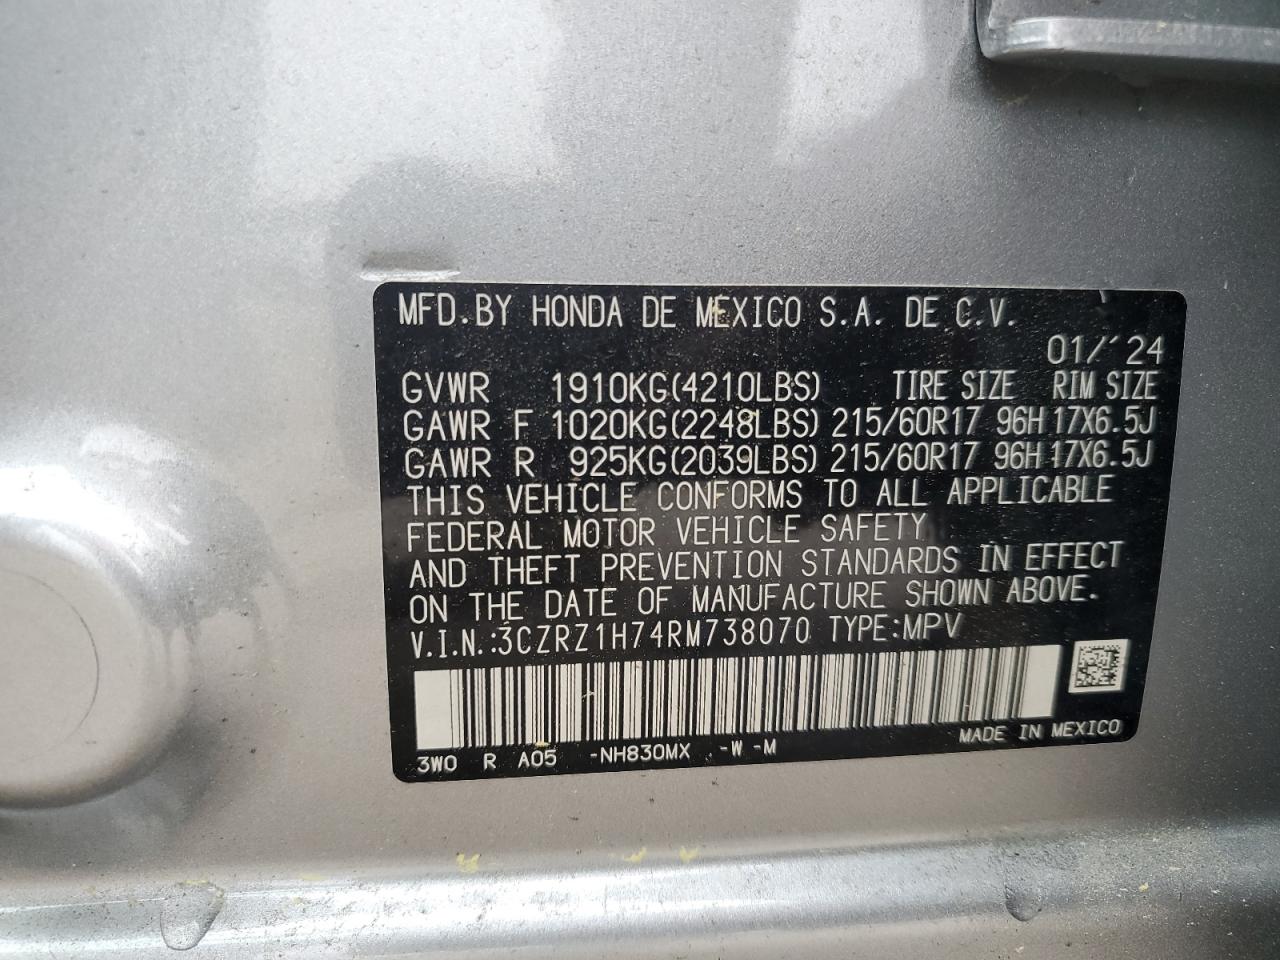 MFD.BY HONDA DE MEXICO S.A. DE C.V.
01/'24
GVWR 1910KG(4210LBS) TIRE SIZE RIM SIZE
GAWR F 1020KG(2248LBS) 215/60R17 96H 17X6.5J
GAWR R 925KG(2039LBS) 215/60R17 96H 17X6.5J
THIS VEHICLE CONFORMS TO ALL APPLICABLE
FEDERAL MOTOR VEHICLE SAFETY
AND THEFT PREVENTION STANDARDS IN EFFECT
ON THE DATE OF MANUFACTURE SHOWN ABOVE.
V.I.N.:3CZRZ1H74RM738070 TYPE:MPV
MADE IN MEXICO
3W0 R A05 -NH830MX -W -M